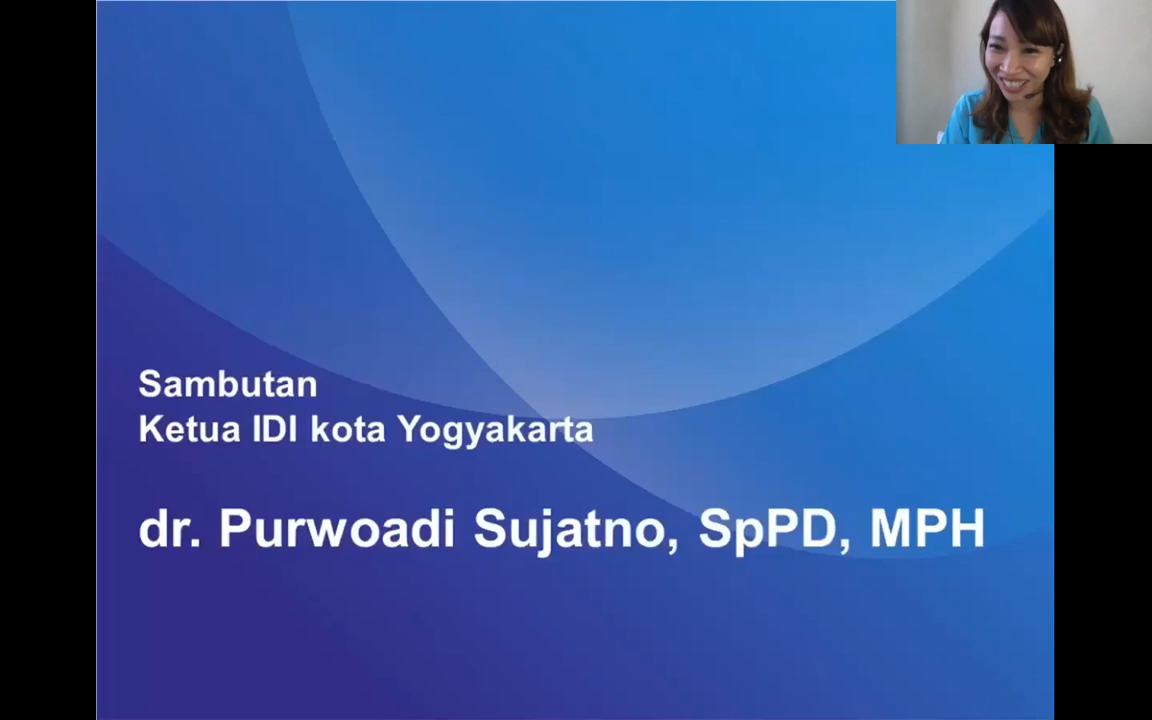 Sambutan
Ketua IDI kota Yogyakarta
dr. Purwoadi Sujatno, SpPD, MPH